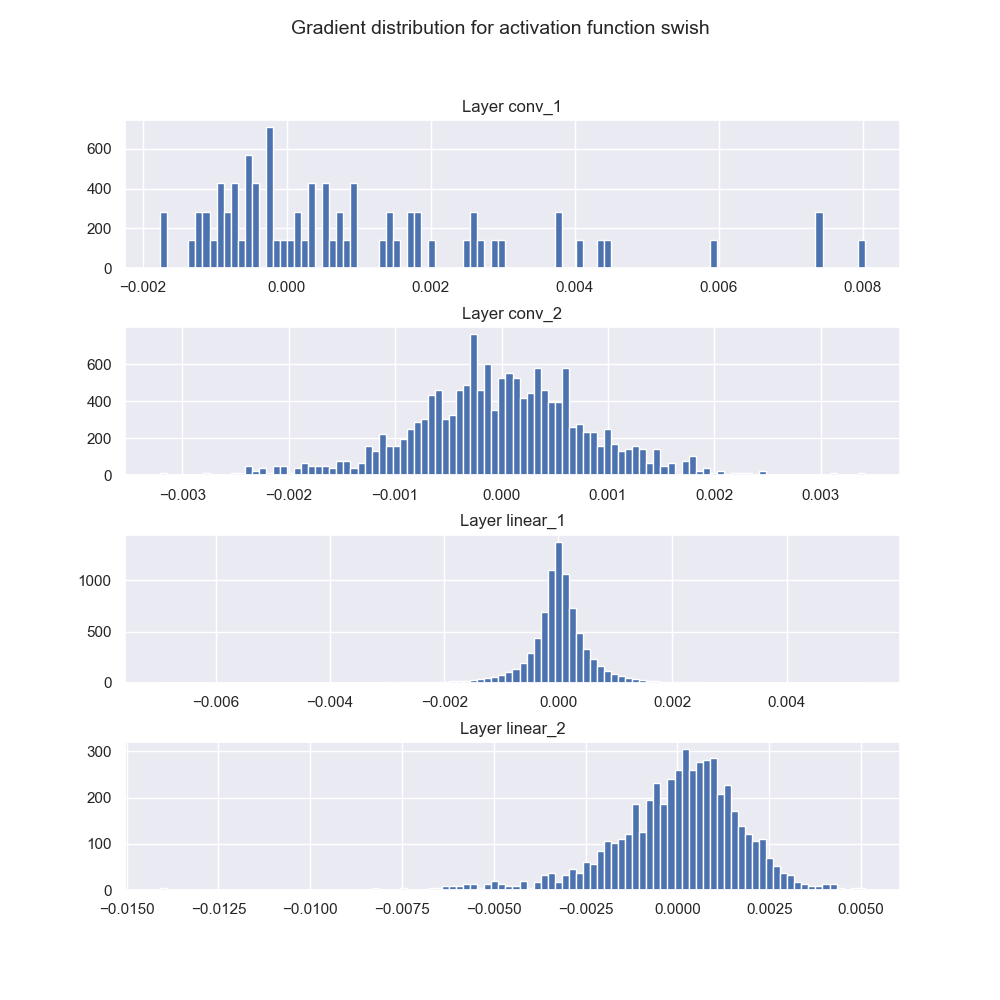 Gradient distribution for activation function swish
Layer conv_1
600
400
200
0
−0.002 0.000 0.002 0.004 0.006 0.008
Layer conv_2
600
400
200
0
−0.003 −0.002 −0.001 0.000 0.001 0.002 0.003
Layer linear_1
1000
500
0
−0.006 −0.004 −0.002 0.000 0.002 0.004
Layer linear_2
300
200
100
0
−0.0150 −0.0125 −0.0100 −0.0075 −0.0050 −0.0025 0.0000 0.0025 0.0050